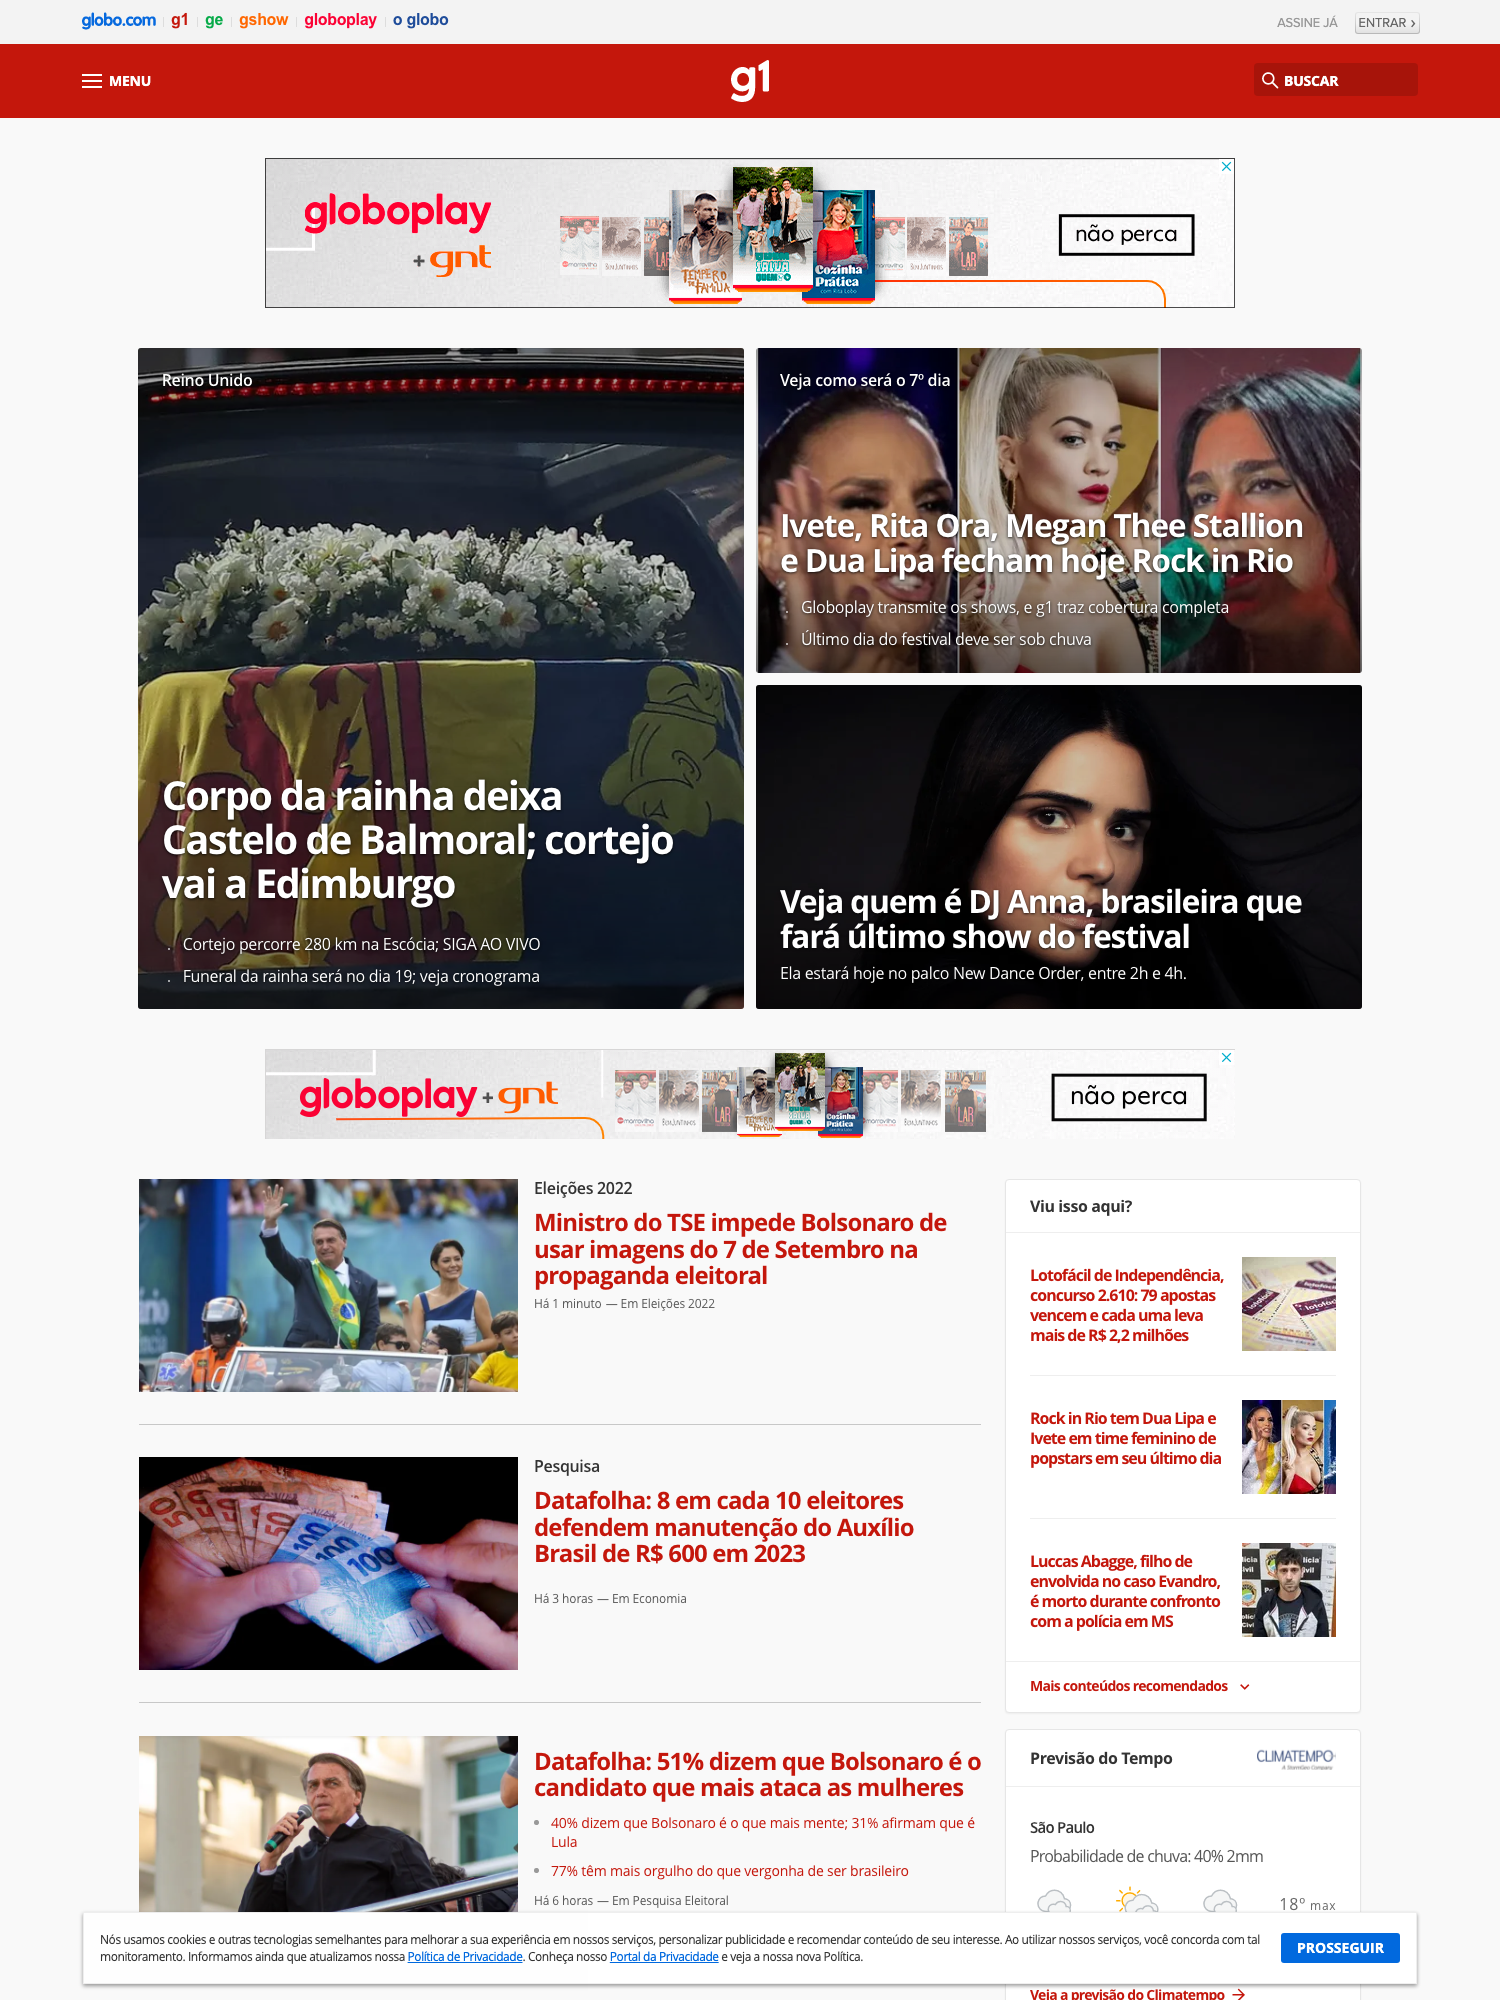 globo.com g1 ge gshow globoplay o globo
ASSINE JÁ ENTRAR ›
MENU
g1
BUSCAR
globoplay
+ gnt
TEMPERO DE FAMÍLIA
Cozinha
Prática
com Rita Lobo
LAR
não perca
Reino Unido
Corpo da rainha deixa
Castelo de Balmoral; cortejo
vai a Edimburgo
. Cortejo percorre 280 km na Escócia; SIGA AO VIVO
. Funeral da rainha será no dia 19; veja cronograma
Veja como será o 7º dia
Ivete, Rita Ora, Megan Thee Stallion
e Dua Lipa fecham hoje Rock in Rio
. Globoplay transmite os shows, e g1 traz cobertura completa
. Último dia do festival deve ser sob chuva
Veja quem é DJ Anna, brasileira que
fará último show do festival
Ela estará hoje no palco New Dance Order, entre 2h e 4h.
globoplay + gnt
LAR
Cozinha
Prática
LAR
não perca
Eleições 2022
Ministro do TSE impede Bolsonaro de
usar imagens do 7 de Setembro na
propaganda eleitoral
Há 1 minuto — Em Eleições 2022
Pesquisa
Datafolha: 8 em cada 10 eleitores
defendem manutenção do Auxílio
Brasil de R$ 600 em 2023
Há 3 horas — Em Economia
Datafolha: 51% dizem que Bolsonaro é o
candidato que mais ataca as mulheres
• 40% dizem que Bolsonaro é o que mais mente; 31% afirmam que é
Lula
• 77% têm mais orgulho do que vergonha de ser brasileiro
Há 6 horas — Em Pesquisa Eleitoral
Viu isso aqui?
Lotofácil de Independência,
concurso 2.610: 79 apostas
vencem e cada uma leva
mais de R$ 2,2 milhões
Rock in Rio tem Dua Lipa e
Ivete em time feminino de
popstars em seu último dia
Luccas Abagge, filho de
envolvida no caso Evandro,
é morto durante confronto
com a polícia em MS
Mais conteúdos recomendados
Previsão do Tempo
CLIMATEMPO
A StormGeo Company
São Paulo
Probabilidade de chuva: 40% 2mm
18º max
Veja a previsão do Climatempo →
Nós usamos cookies e outras tecnologias semelhantes para melhorar a sua experiência em nossos serviços, personalizar publicidade e recomendar conteúdo de seu interesse. Ao utilizar nossos serviços, você concorda com tal
monitoramento. Informamos ainda que atualizamos nossa Política de Privacidade. Conheça nosso Portal da Privacidade e veja a nossa nova Política.
PROSSEGUIR